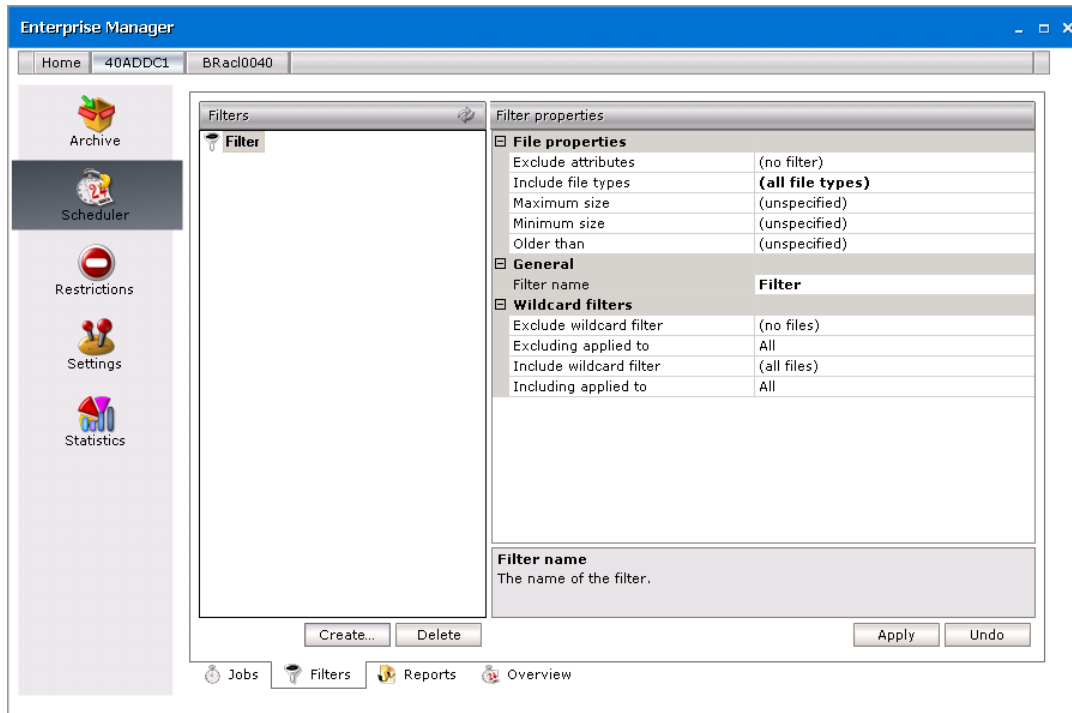 Enterprise Manager
Home 40ADDC1 BRacl0040
Archive
Scheduler
Restrictions
Settings
Statistics
Filters
Filter
Filter properties
File properties
Exclude attributes (no filter)
Include file types (all file types)
Maximum size (unspecified)
Minimum size (unspecified)
Older than (unspecified)
General
Filter name Filter
Wildcard filters
Exclude wildcard filter (no files)
Excluding applied to All
Include wildcard filter (all files)
Including applied to All
Filter name
The name of the filter.
Create... Delete Apply Undo
Jobs Filters Reports Overview